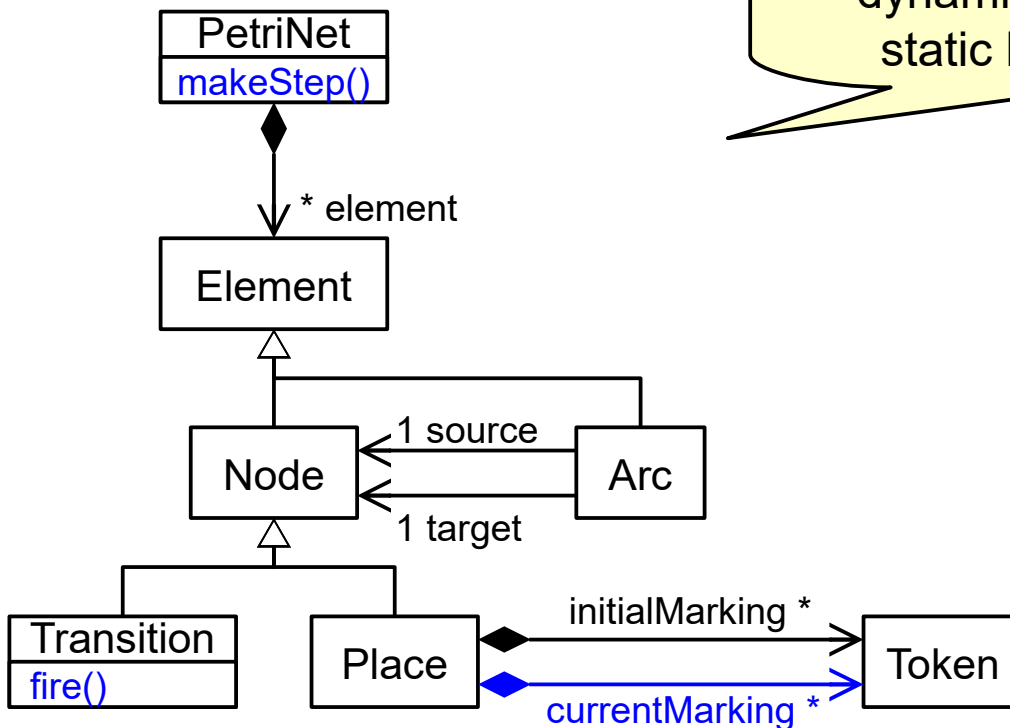 PetriNet
makeStep()
static
* element
Element
1 source
Node
Arc
1 target
initialMarking *
Transition
fire()
Place
Token
currentMarking *